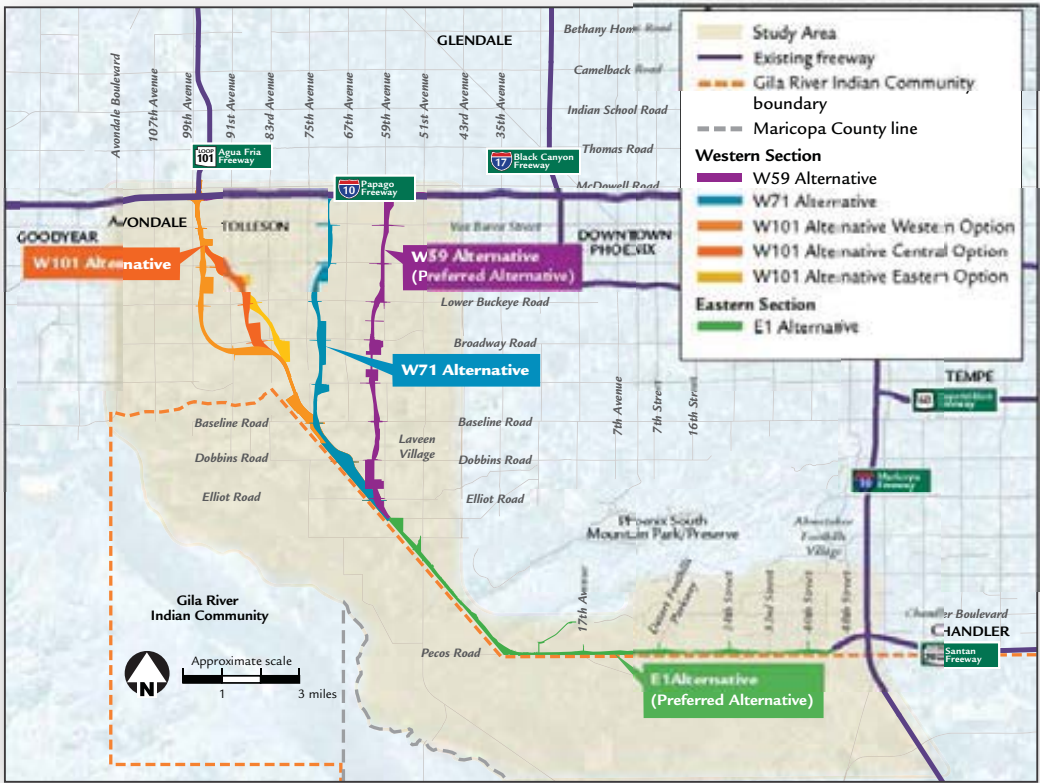 GLENDALE
Bethany Home Road
Camelback Road
Indian School Road
Thomas Road
McDowell Road
Avondale Boulevard
107th Avenue
99th Avenue
91st Avenue
83rd Avenue
75th Avenue
67th Avenue
59th Avenue
51st Avenue
43rd Avenue
35th Avenue
LOOP
101
Agua Fria
Freeway
17
Black Canyon
Freeway
10
Papago
Freeway
Study Area
Existing freeway
Gila River Indian Community
boundary
Maricopa County line
Western Section
W59 Alternative
W71 Alternative
W101 Alternative Western Option
W101 Alternative Central Option
W101 Alternative Eastern Option
Eastern Section
E1 Alternative
GOODYEAR
AVONDALE
TOLLESON
Van Buren Street
DOWNTOWN
PHOENIX
W101 Alternative
W59 Alternative
(Preferred Alternative)
Lower Buckeye Road
Broadway Road
W71 Alternative
TEMPE
60
7th Avenue
7th Street
16th Street
Baseline Road
Dobbins Road
Elliot Road
Laveen
Village
Baseline Road
Dobbins Road
Elliot Road
10
Maricopa
Freeway
Phoenix South
Mountain Park/Preserve
Ahwatukee
Foothills
Village
17th Avenue
Desert Foothills
Parkway
24th Street
32nd Street
40th Street
48th Street
Chandler Boulevard
CHANDLER
Santan
Freeway
Gila River
Indian Community
Pecos Road
E1 Alternative
(Preferred Alternative)
N
Approximate scale
1
3 miles